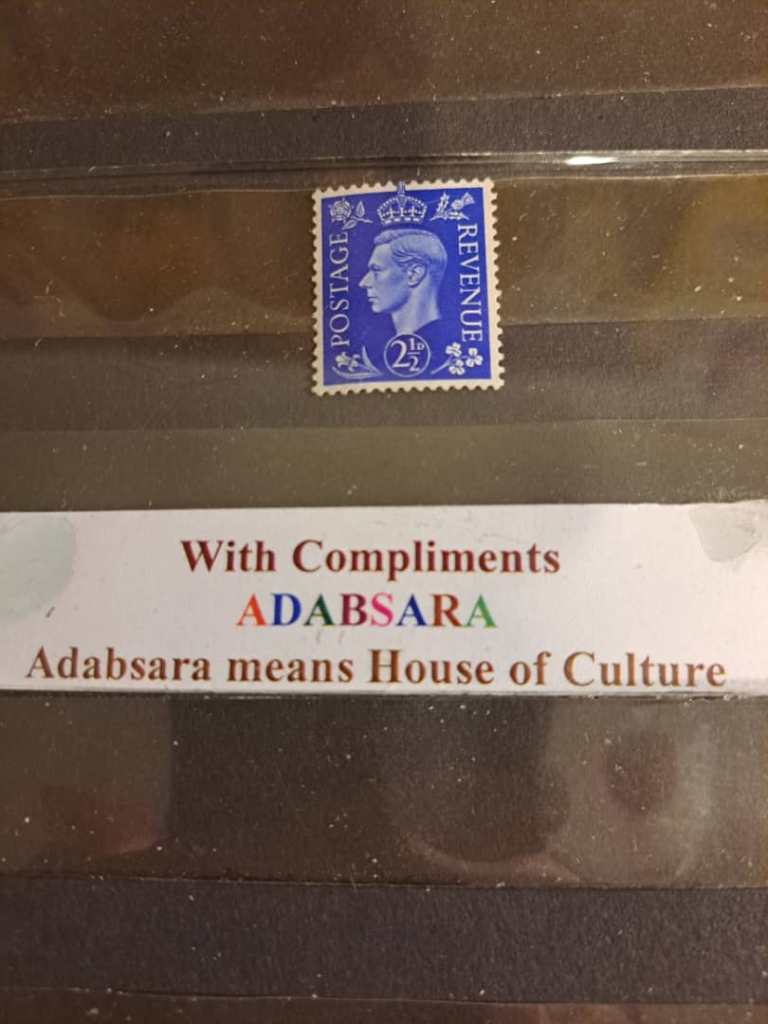 POSTAGE
REVENUE
2½D
With Compliments
ADABSARA
Adabsara means House of Culture